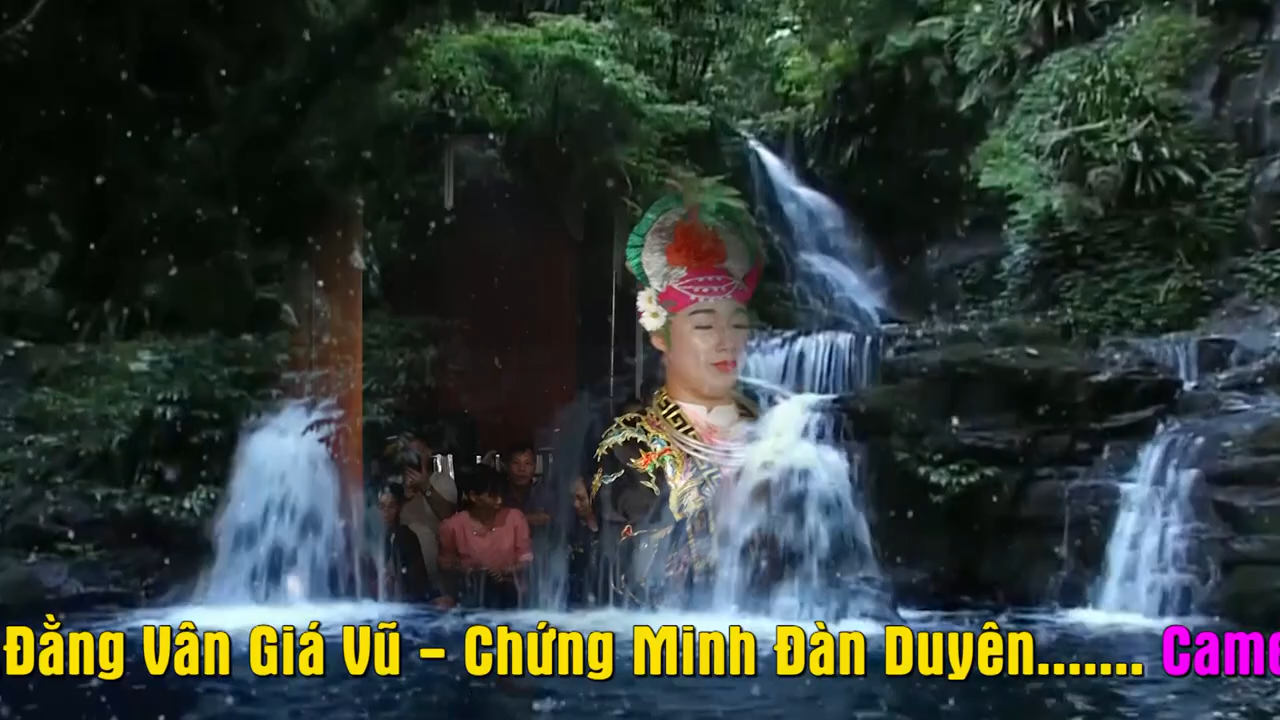 Đằng Vân Giá Vũ - Chứng Minh Đàn Duyên....... Came